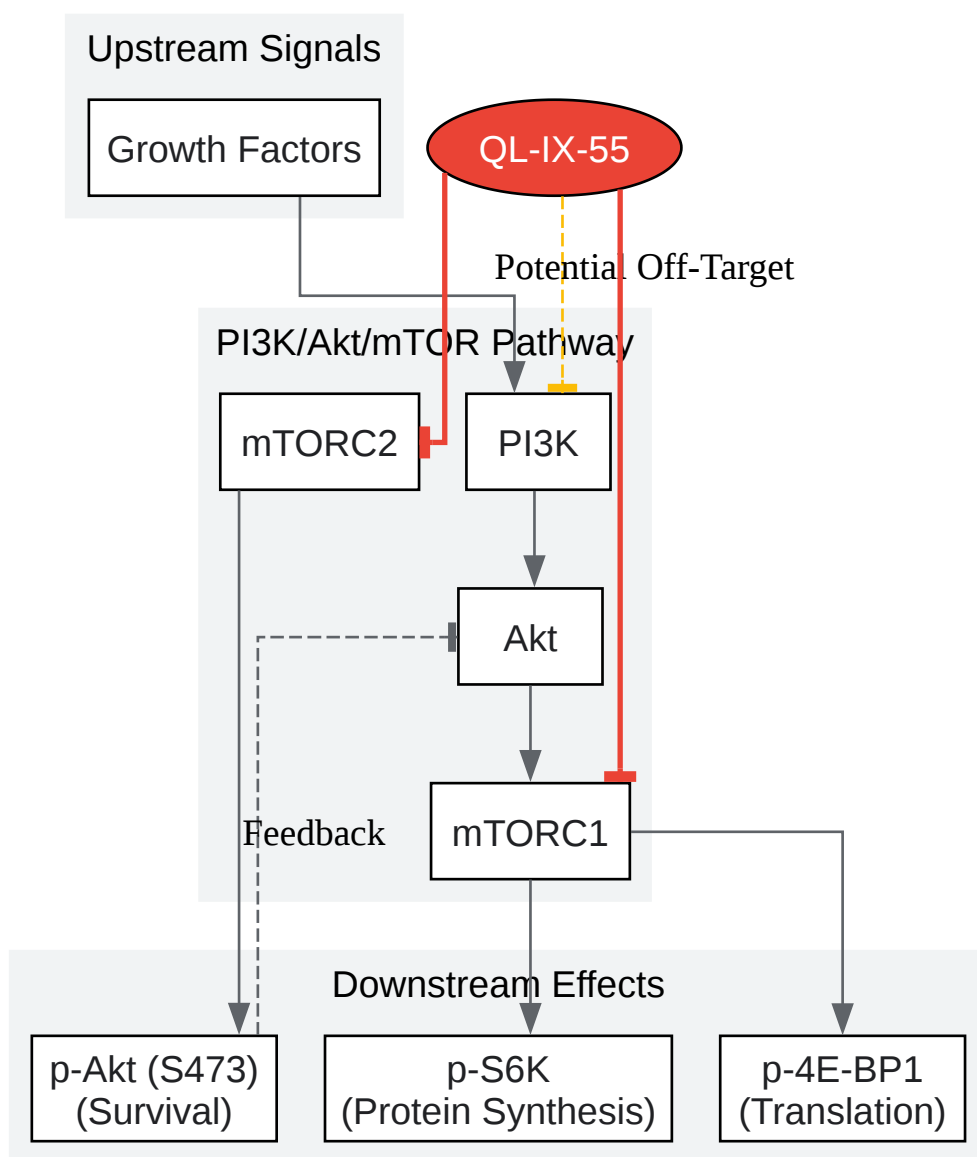 Upstream Signals
Growth Factors
QL-IX-55
Potential Off-Target
PI3K/Akt/mTOR Pathway
mTORC2
PI3K
Akt
Feedback
mTORC1
Downstream Effects
p-Akt (S473)
(Survival)
p-S6K
(Protein Synthesis)
p-4E-BP1
(Translation)